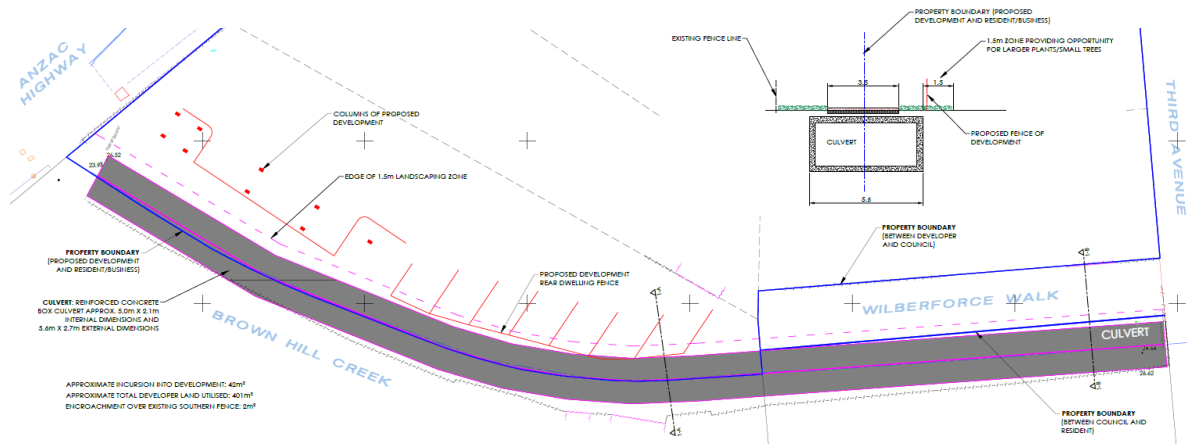 ANZAC
HIGHWAY
COLUMNS OF PROPOSED
DEVELOPMENT
EDGE OF 1.5m LANDSCAPING ZONE
26.52
PROPERTY BOUNDARY
(PROPOSED DEVELOPMENT
AND RESIDENT/BUSINESS)
CULVERT: REINFORCED CONCRETE
BOX CULVERT APPROX. 5.0m X 2.1m
INTERNAL DIMENSIONS AND
5.6m X 2.7m EXTERNAL DIMENSIONS
BROWN HILL CREEK
APPROXIMATE INCURSION INTO DEVELOPMENT: 42m²
APPROXIMATE TOTAL DEVELOPER LAND UTILISED: 401m²
ENCROACHMENT OVER EXISTING SOUTHERN FENCE: 2m²
PROPOSED DEVELOPMENT
REAR DWELLING FENCE
PROPERTY BOUNDARY (PROPOSED
DEVELOPMENT AND RESIDENT/BUSINESS)
EXISTING FENCE LINE
1.5m ZONE PROVIDING OPPORTUNITY
FOR LARGER PLANTS/SMALL TREES
3.5
1.5
CULVERT
PROPOSED FENCE OF
DEVELOPMENT
5.6
THIRD AVENUE
PROPERTY BOUNDARY
(BETWEEN DEVELOPER
AND COUNCIL)
WILBERFORCE WALK
CULVERT
26.62
PROPERTY BOUNDARY
(BETWEEN COUNCIL AND
RESIDENT)